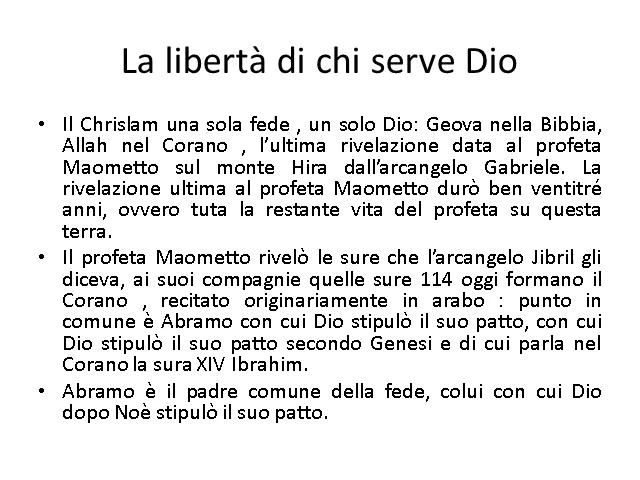 La libertà di chi serve Dio
• Il Chrislam una sola fede , un solo Dio: Geova nella Bibbia,
Allah nel Corano , l’ultima rivelazione data al profeta
Maometto sul monte Hira dall’arcangelo Gabriele. La
rivelazione ultima al profeta Maometto durò ben ventitré
anni, ovvero tuta la restante vita del profeta su questa
terra.
• Il profeta Maometto rivelò le sure che l’arcangelo Jibril gli
diceva, ai suoi compagnie quelle sure 114 oggi formano il
Corano , recitato originariamente in arabo : punto in
comune è Abramo con cui Dio stipulò il suo patto, con cui
Dio stipulò il suo patto secondo Genesi e di cui parla nel
Corano la sura XIV Ibrahim.
• Abramo è il padre comune della fede, colui con cui Dio
dopo Noè stipulò il suo patto.